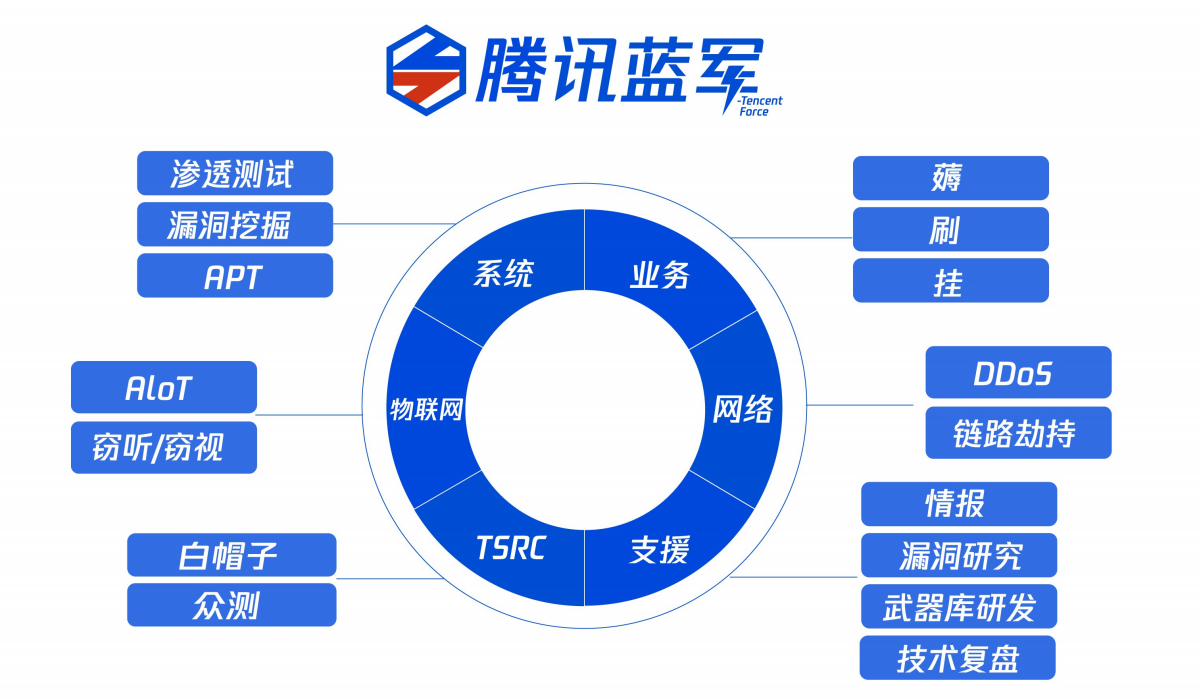 腾讯蓝军
-Tencent
Force
渗透测试
漏洞挖掘
APT
薅
刷
挂
系统
业务
物联网
网络
TSRC
支援
AloT
窃听/窃视
DDoS
链路劫持
白帽子
众测
情报
漏洞研究
武器库研发
技术复盘